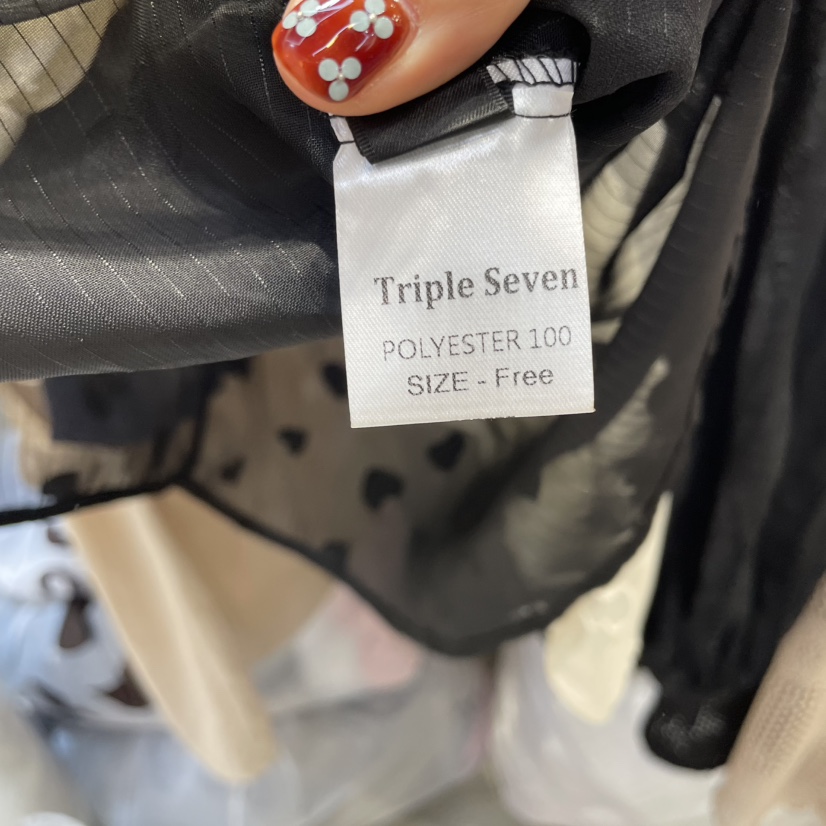 Triple Seven
POLYESTER 100
SIZE - Free